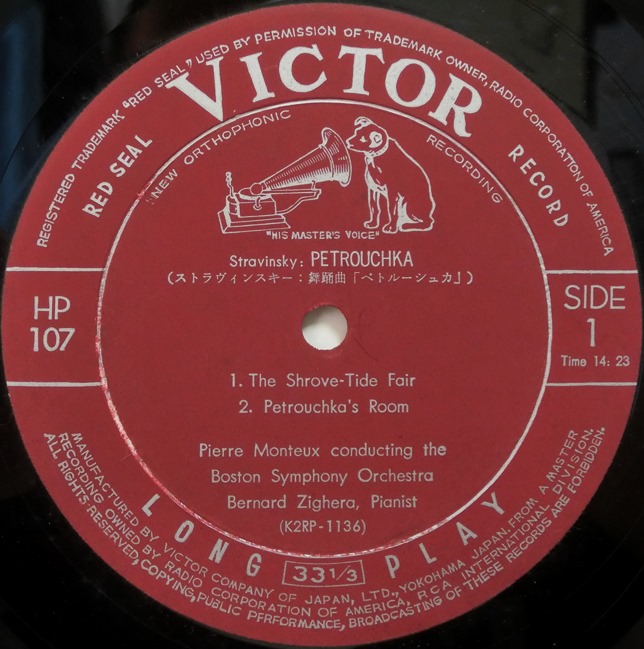 REGISTERED TRADEMARK "RED SEAL" USED BY PERMISSION OF TRADEMARK OWNER, RADIO CORPORATION OF AMERICA
VICTOR
RED SEAL
RECORD
NEW ORTHOPHONIC
RECORDING
"HIS MASTER'S VOICE"
Stravinsky: PETROUCHKA
(ストラヴィンスキー：舞踊曲「ペトルーシュカ」)
HP
107
SIDE
1
Time 14: 23
1. The Shrove-Tide Fair
2. Petrouchka's Room
Pierre Monteux conducting the
Boston Symphony Orchestra
Bernard Zighera, Pianist
(K2RP-1136)
LONG 33 1/3 PLAY
MANUFACTURED BY VICTOR COMPANY OF JAPAN, LTD., YOKOHAMA, JAPAN, FROM A MASTER
RECORDING OWNED BY RADIO CORPORATION OF AMERICA, RCA INTERNATIONAL DIVISION.
ALL RIGHTS RESERVED, COPYING, PUBLIC PFRFORMANCE, BROADCASTING OF THESE RECORDS ARE FORBIDDEN.